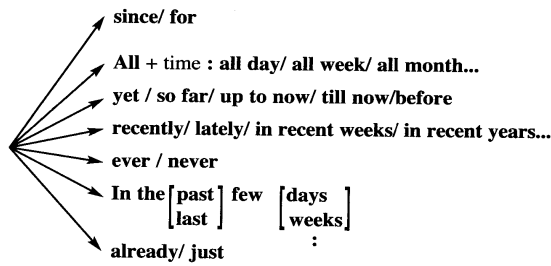 since/ for
All + time : all day/ all week/ all month...
yet / so far/ up to now/ till now/before
recently/ lately/ in recent weeks/ in recent years...
ever / never
In the [past last] few [days weeks]
:
already/ just